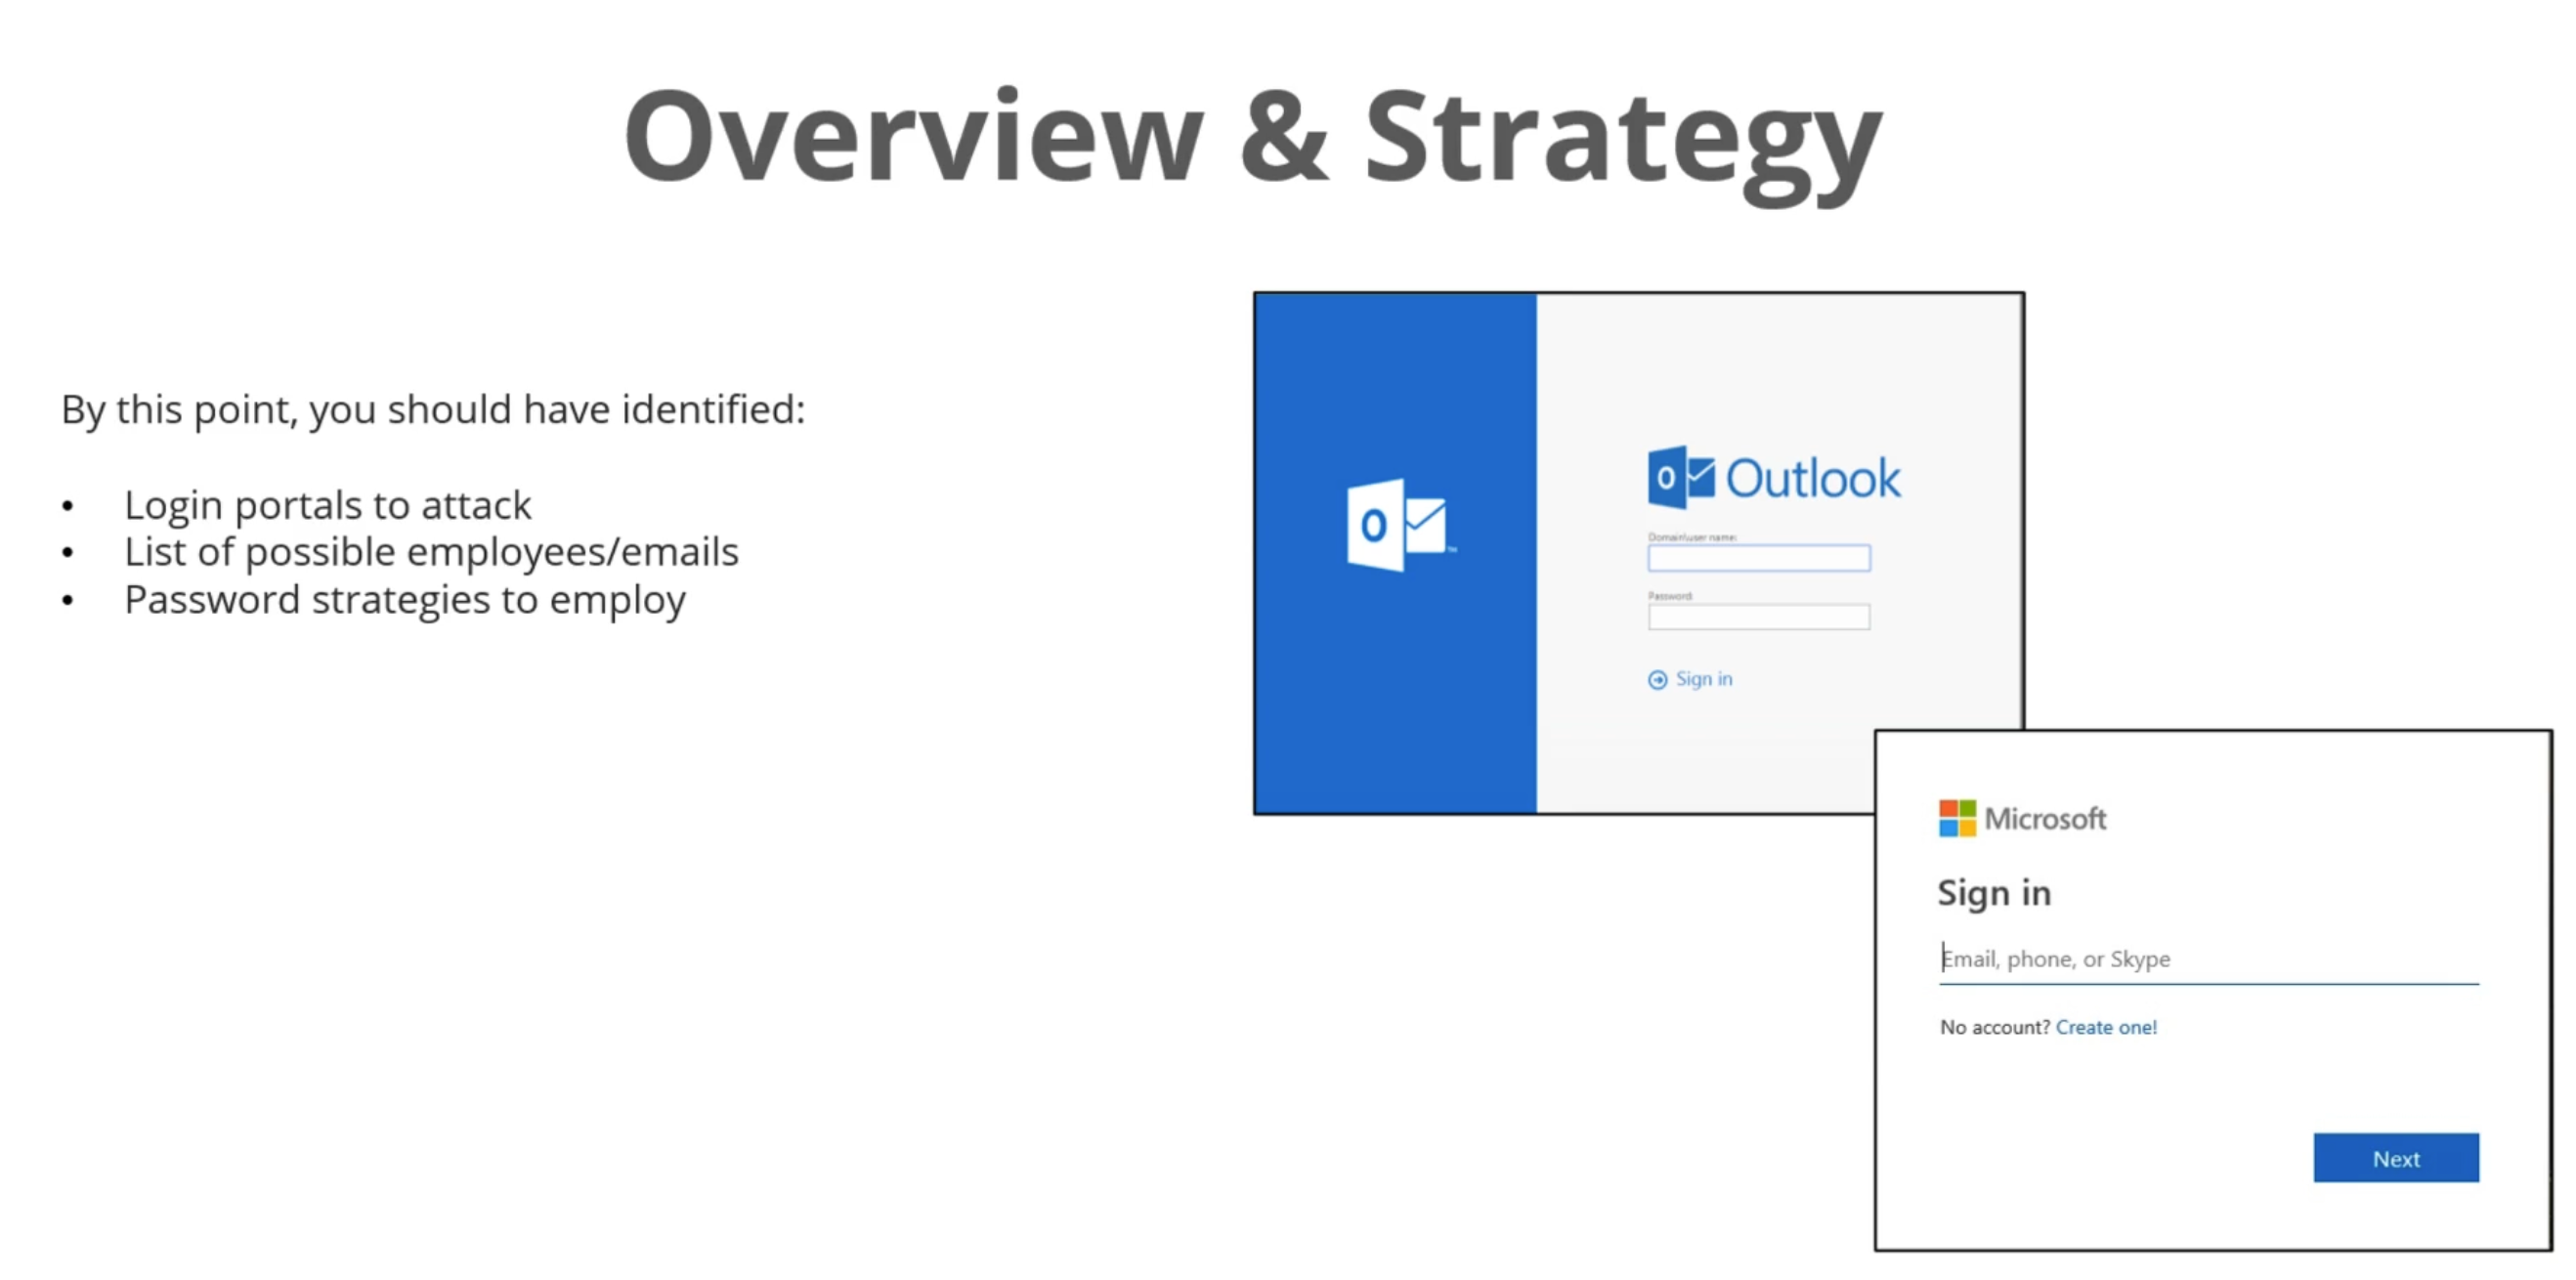 Overview & Strategy
By this point, you should have identified:
• Login portals to attack
• List of possible employees/emails
• Password strategies to employ
O
Outlook
Domain\user name:
Password:
Sign in
Microsoft
Sign in
Email, phone, or Skype
No account? Create one!
Next